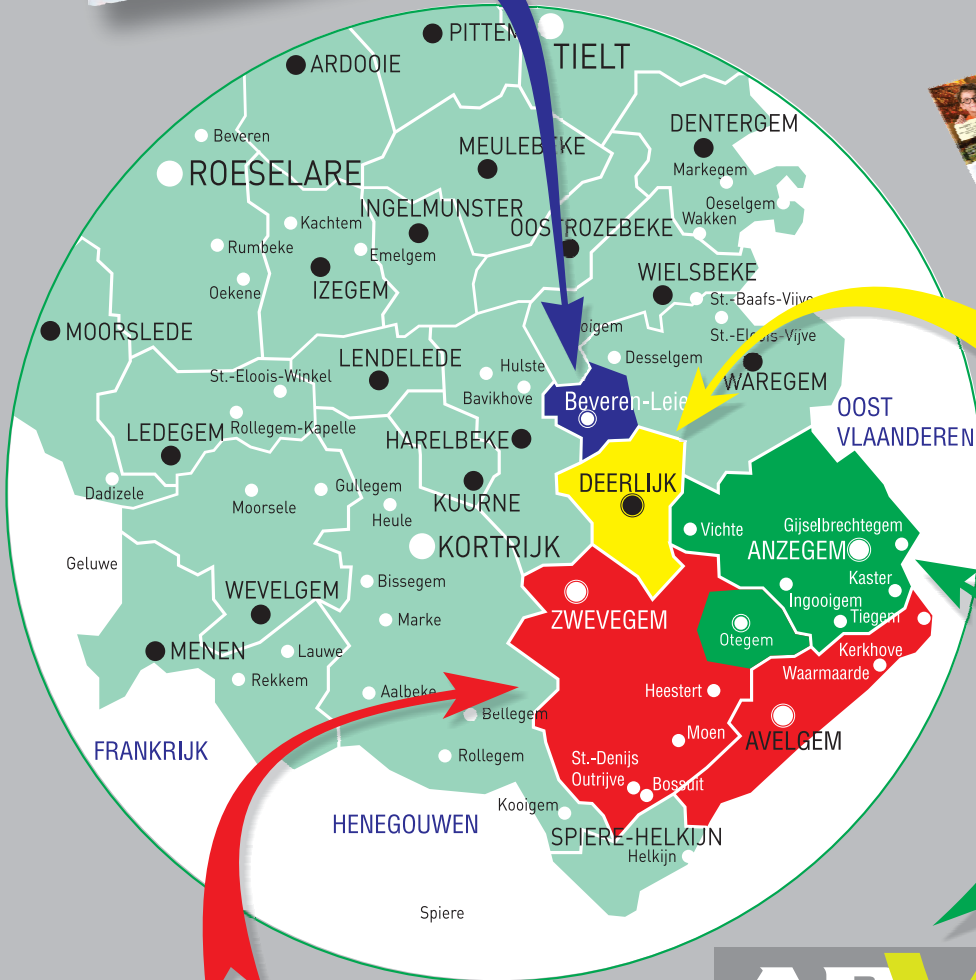 PITTEM
TIELT
ARDOOIE
DENTERGEM
Beveren
MEULEBEKE
Markegem
ROESELARE
Oeselgem
INGELMUNSTER
Wakken
Kachtem
OOSTROZEBEKE
Rumbeke
Emelgem
WIELSBEKE
Oekene
IZEGEM
St.-Baafs-Vijve
MOORSLEDE
oigem
St.-Eloois-Vijve
LENDELEDE
Hulste
Desselgem
St.-Eloois-Winkel
WAREGEM
Bavikhove
Beveren-Leie
OOST
VLAANDEREN
LEDEGEM
Rollegem-Kapelle
HARELBEKE
DEERLIJK
Dadizele
Moorsele
Gullegem
KUURNE
Heule
Vichte
Gijselbrechtegem
KORTRIJK
ANZEGEM
Geluwe
Bissegem
Kaster
WEVELGEM
Ingooigem
Marke
ZWEVEGEM
Tiegem
Otegem
MENEN
Lauwe
Kerkhove
Waarmaarde
Rekkem
Aalbeke
Heestert
Bellegem
Moen
AVELGEM
FRANKRIJK
Rollegem
St.-Denijs
Outrijve
Bossuit
Kooigem
HENEGOUWEN
SPIERE-HELKIJN
Helkijn
Spiere